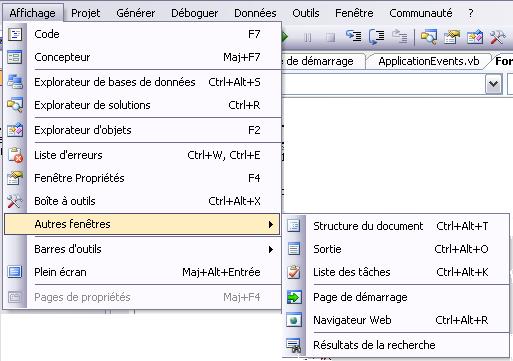 Affichage Projet Générer Déboguer Données Outils Fenêtre Communauté ?
Code F7
Concepteur Maj+F7
Explorateur de bases de données Ctrl+Alt+S
Explorateur de solutions Ctrl+R
Explorateur d'objets F2
Liste d'erreurs Ctrl+W, Ctrl+E
Fenêtre Propriétés F4
Boîte à outils Ctrl+Alt+X
Autres fenêtres
Barres d'outils
Plein écran Maj+Alt+Entrée
Pages de propriétés Maj+F4
e de démarrage ApplicationEvents.vb For
Structure du document Ctrl+Alt+T
Sortie Ctrl+Alt+O
Liste des tâches Ctrl+Alt+K
Page de démarrage
Navigateur Web Ctrl+Alt+R
Résultats de la recherche